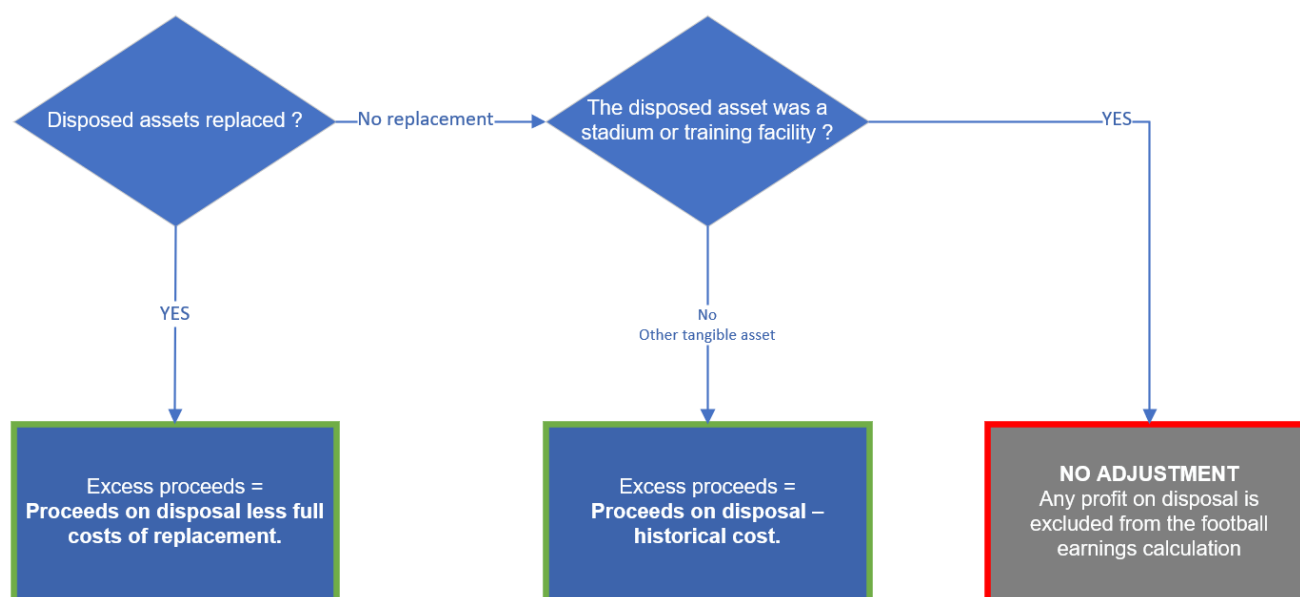 Disposed assets replaced ?
No replacement
The disposed asset was a
stadium or training facility ?
YES
YES
No
Other tangible asset
Excess proceeds =
Proceeds on disposal less full
costs of replacement.
Excess proceeds =
Proceeds on disposal –
historical cost.
NO ADJUSTMENT
Any profit on disposal is
excluded from the football
earnings calculation